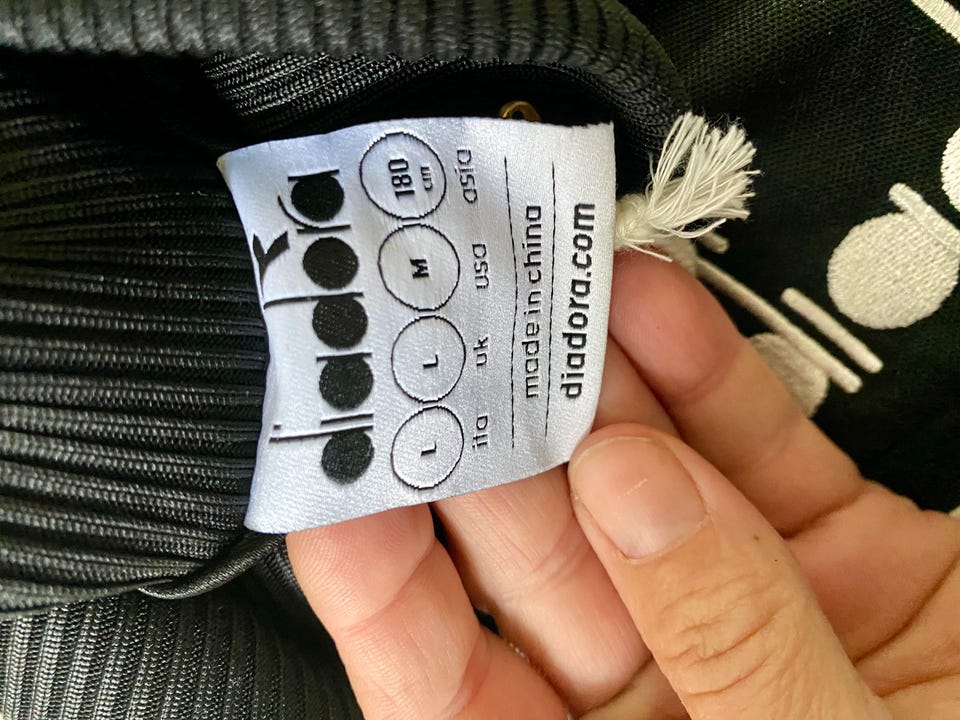 diadora
L L M 180 cm
ita uk usa asia
made in china
diadora.com